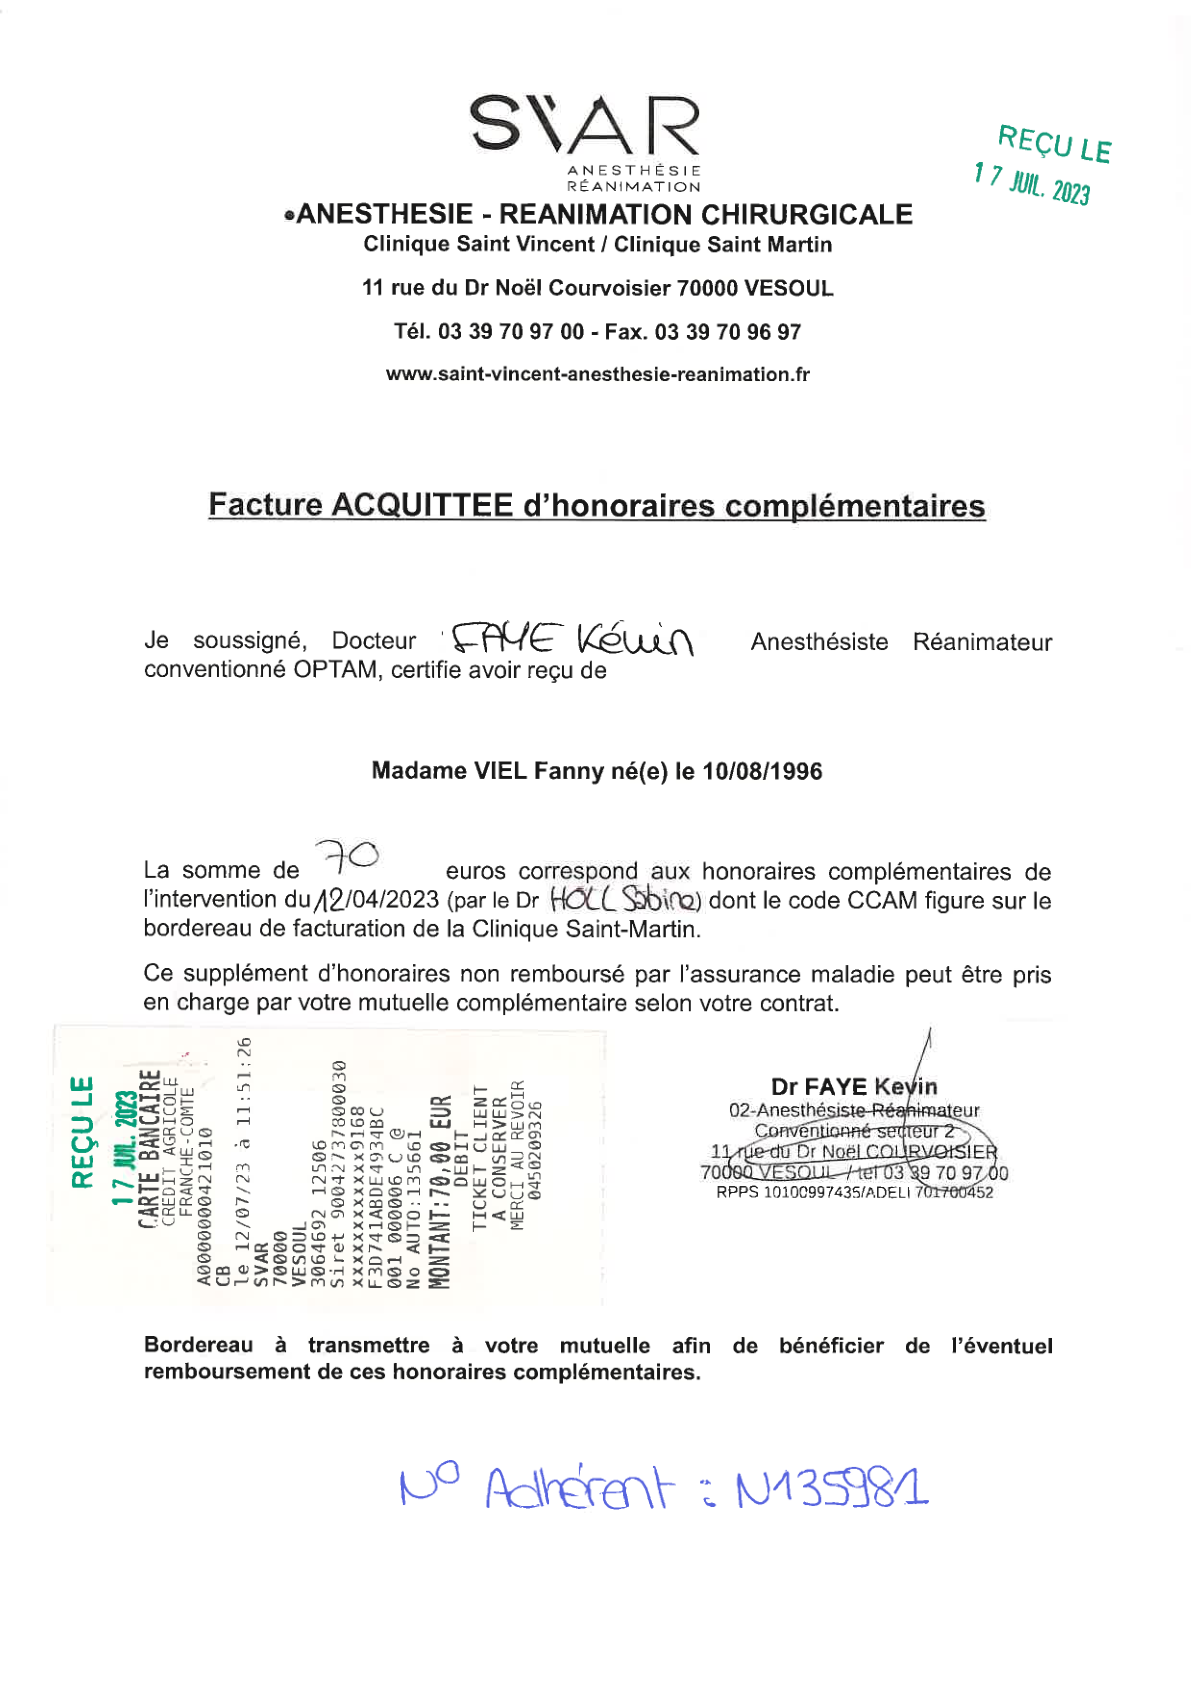 SVAR
ANESTHÉSIE
RÉANIMATION
REÇU LE
17 JUIL. 2023
ANESTHESIE - REANIMATION CHIRURGICALE
Clinique Saint Vincent / Clinique Saint Martin
11 rue du Dr Noël Courvoisier 70000 VESOUL
Tél. 03 39 70 97 00 - Fax. 03 39 70 96 97
www.saint-vincent-anesthesie-reanimation.fr
Facture ACQUITTEE d'honoraires complémentaires
Je soussigné, Docteur FAYE Kévin Anesthésiste Réanimateur
conventionné OPTAM, certifie avoir reçu de
Madame VIEL Fanny né(e) le 10/08/1996
La somme de 70 euros correspond aux honoraires complémentaires de
l'intervention du 12/04/2023 (par le Dr HOLL Sabine) dont le code CCAM figure sur le
bordereau de facturation de la Clinique Saint-Martin.
Ce supplément d'honoraires non remboursé par l'assurance maladie peut être pris
en charge par votre mutuelle complémentaire selon votre contrat.
REÇU LE
17 JUIL. 2023
CARTE BANCAIRE
CREDIT AGRICOLE
FRANCHE-COMTE
A0000000421010
CB
le 12/07/23 à 11:51:26
SVAR
70000
VESOUL
3064692 12506
Siret 90042737800030
xxxxxxxxxxxx9168
F3D741ABDE4934BC
001 000006 C @
No AUTO:135661
MONTANT:70,00 EUR
DEBIT
TICKET CLIENT
A CONSERVER
MERCI AU REVOIR
0450209326
Dr FAYE Kevin
02-Anesthésiste-Réanimateur
Conventionné secteur 2
11 rue du Dr Noël COURVOISIER
70000 VESOUL / tel 03 39 70 97 00
RPPS 10100997435/ADELI 701700452
Bordereau à transmettre à votre mutuelle afin de bénéficier de l'éventuel
remboursement de ces honoraires complémentaires.
N° Adhérent : N135981